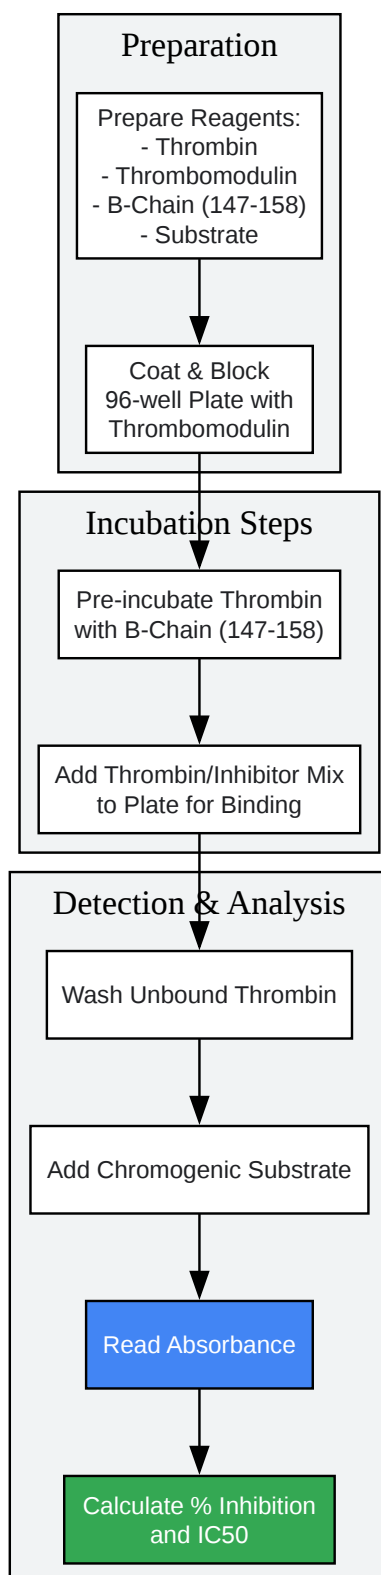 Preparation
Prepare Reagents:
- Thrombin
- Thrombomodulin
- B-Chain (147-158)
- Substrate
Coat & Block
96-well Plate with
Thrombomodulin
Incubation Steps
Pre-incubate Thrombin
with B-Chain (147-158)
Add Thrombin/Inhibitor Mix
to Plate for Binding
Detection & Analysis
Wash Unbound Thrombin
Add Chromogenic Substrate
Read Absorbance
Calculate % Inhibition
and IC50